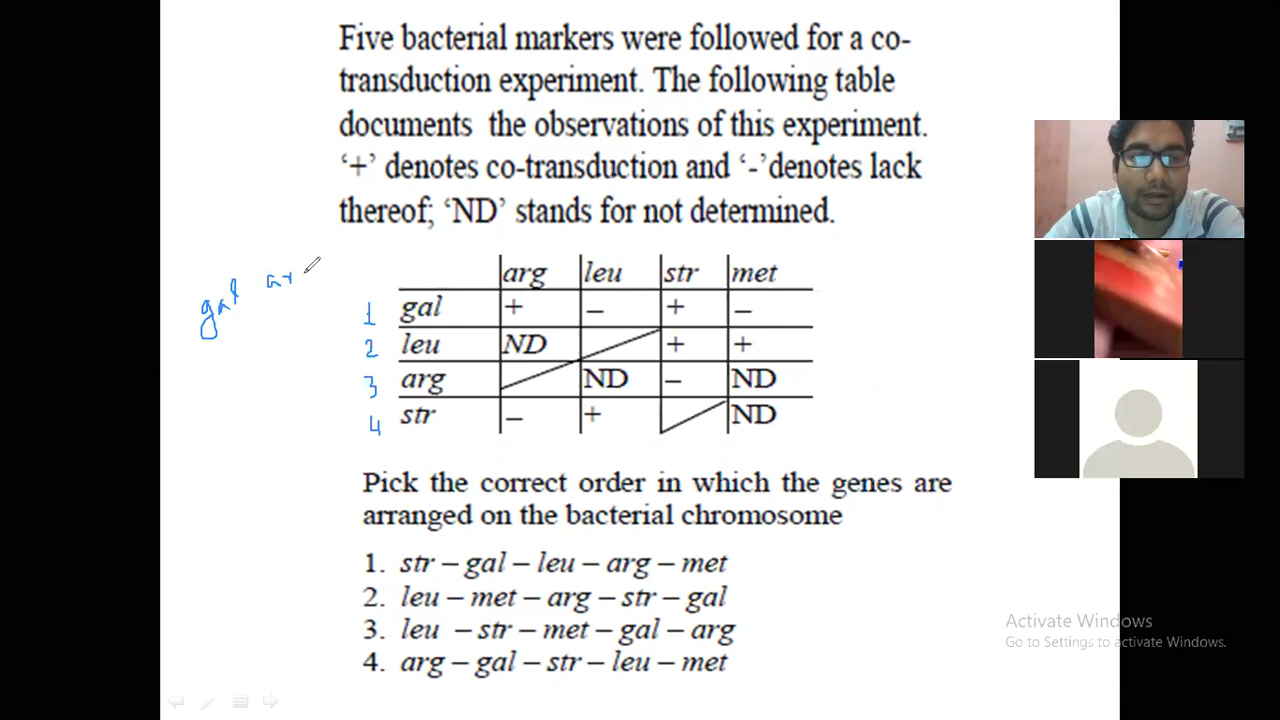 Five bacterial markers were followed for a co-
transduction experiment. The following table
documents the observations of this experiment.
‘+’ denotes co-transduction and ‘-’denotes lack
thereof; ‘ND’ stands for not determined.
gal ar
arg leu str met
1 gal + – + –
2 leu ND + +
3 arg ND – ND
4 str – + ND
Pick the correct order in which the genes are
arranged on the bacterial chromosome
1. str – gal – leu – arg – met
2. leu – met – arg – str – gal
3. leu – str – met – gal – arg
4. arg – gal – str – leu – met
Activate Windows
Go to Settings to activate Windows.